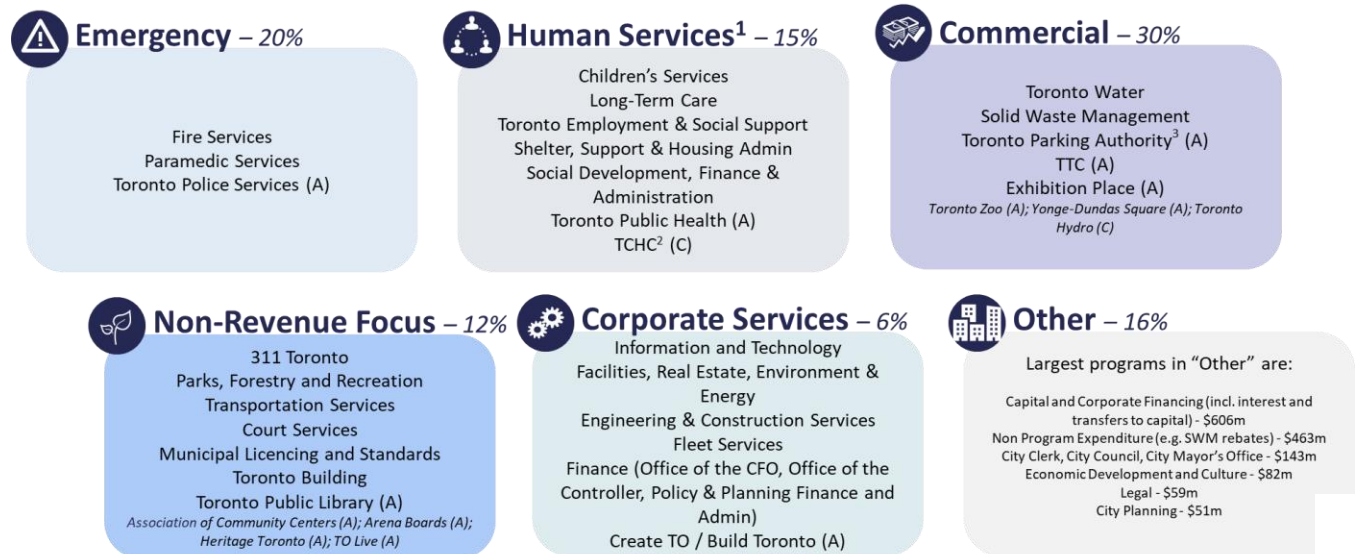 Emergency – 20%
Fire Services
Paramedic Services
Toronto Police Services (A)
Human Services¹ – 15%
Children's Services
Long-Term Care
Toronto Employment & Social Support
Shelter, Support & Housing Admin
Social Development, Finance &
Administration
Toronto Public Health (A)
TCHC² (C)
Commercial – 30%
Toronto Water
Solid Waste Management
Toronto Parking Authority³ (A)
TTC (A)
Exhibition Place (A)
Toronto Zoo (A); Yonge-Dundas Square (A); Toronto
Hydro (C)
Non-Revenue Focus – 12%
311 Toronto
Parks, Forestry and Recreation
Transportation Services
Court Services
Municipal Licencing and Standards
Toronto Building
Toronto Public Library (A)
Association of Community Centers (A); Arena Boards (A);
Heritage Toronto (A); TO Live (A)
Corporate Services – 6%
Information and Technology
Facilities, Real Estate, Environment &
Energy
Engineering & Construction Services
Fleet Services
Finance (Office of the CFO, Office of the
Controller, Policy & Planning Finance and
Admin)
Create TO / Build Toronto (A)
Other – 16%
Largest programs in "Other" are:
Capital and Corporate Financing (incl. interest and
transfers to capital) - $606m
Non Program Expenditure (e.g. SWM rebates) - $463m
City Clerk, City Council, City Mayor's Office - $143m
Economic Development and Culture - $82m
Legal - $59m
City Planning - $51m